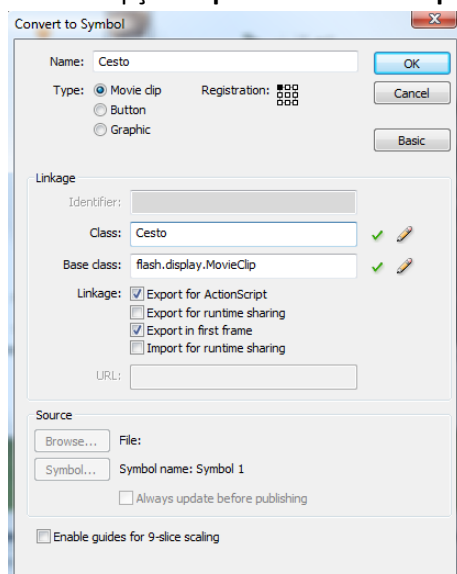 Convert to Symbol
Name: Cesto
OK
Type: Movie clip Registration:
Cancel
Button
Graphic
Basic
Linkage
Identifier:
Class: Cesto
Base class: flash.display.MovieClip
Linkage: Export for ActionScript
Export for runtime sharing
Export in first frame
Import for runtime sharing
URL:
Source
Browse... File:
Symbol... Symbol name: Symbol 1
Always update before publishing
Enable guides for 9-slice scaling